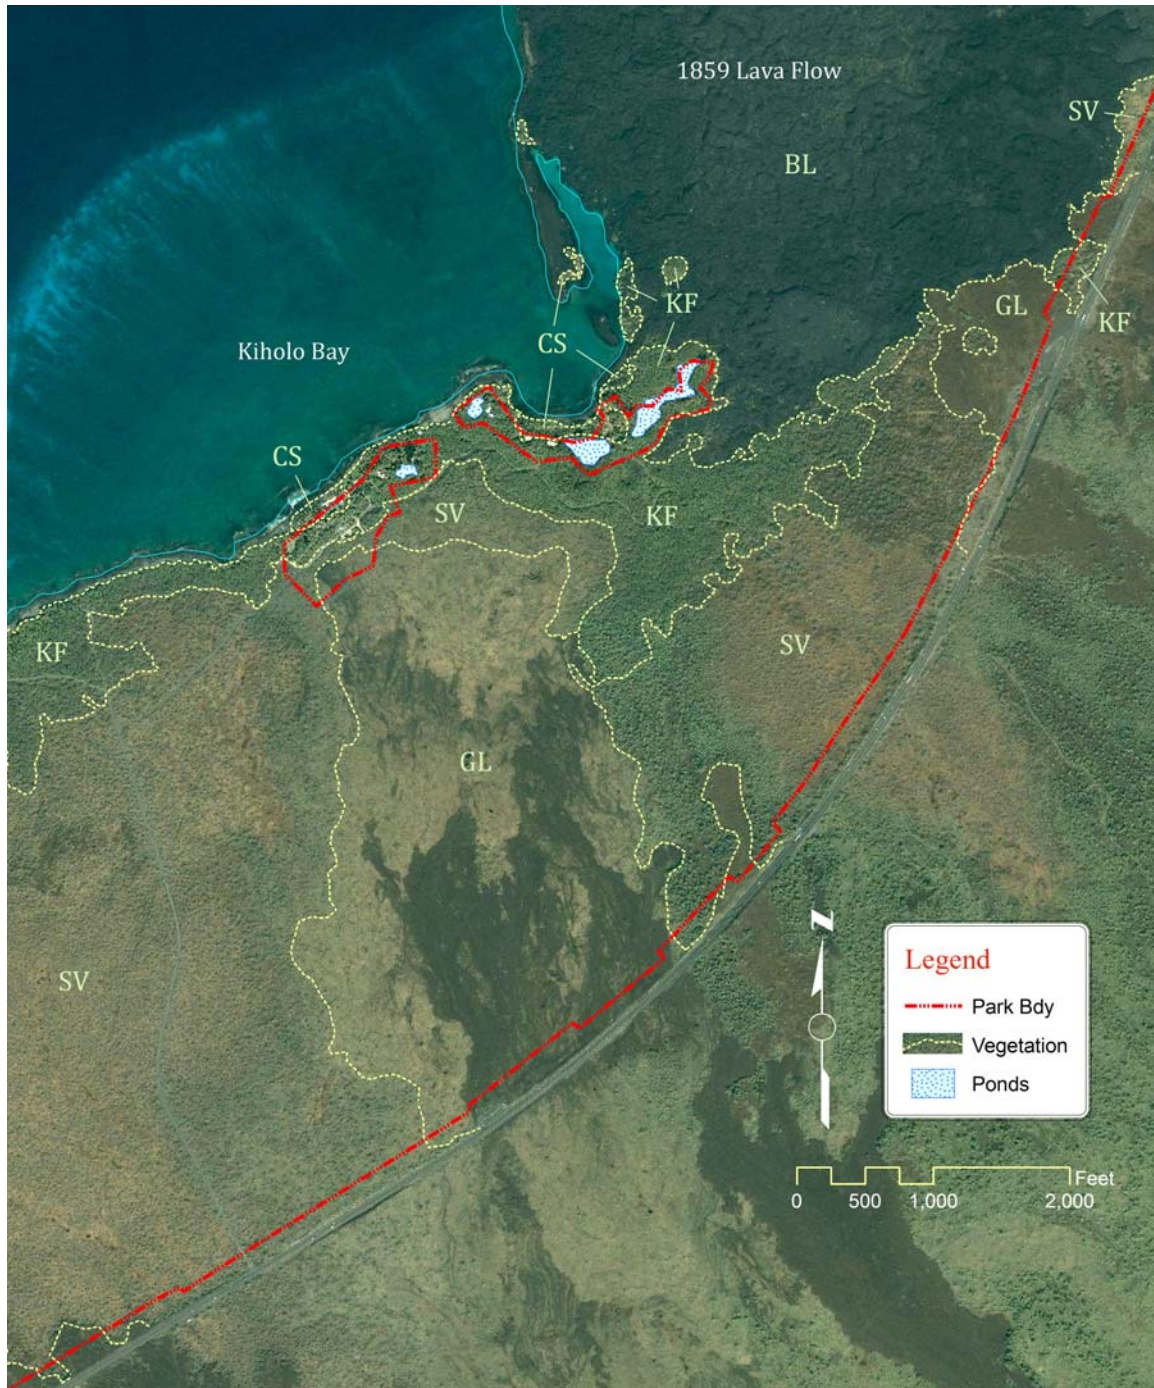 1859 Lava Flow
SV
BL
KF
GL
KF
CS
Kiholo Bay
CS
SV
KF
KF
SV
GL
SV
N
Legend
Park Bdy
Vegetation
Ponds
Feet
0 500 1,000 2,000